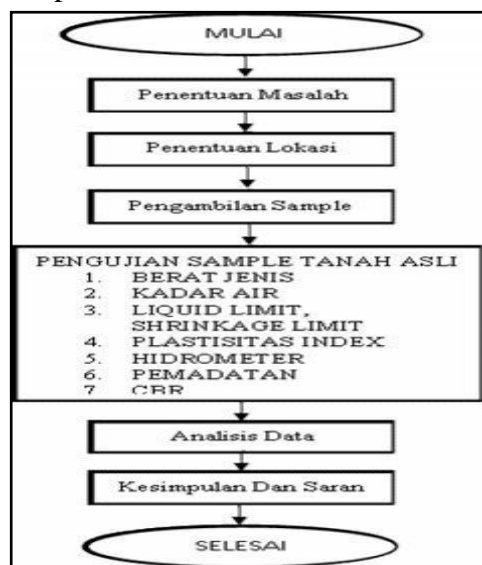 MULAI
Penentuan Masalah
Penentuan Lokasi
Pengambilan Sample
PENGUJIAN SAMPLE TANAH ASLI
1. BERAT JENIS
2. KADAR AIR
3. LIQUID LIMIT,
SHRINKAGE LIMIT
4. PLASTISITAS INDEX
5. HIDROMETER
6. PEMADATAN
7. CBR
Analisis Data
Kesimpulan Dan Saran
SELESAI